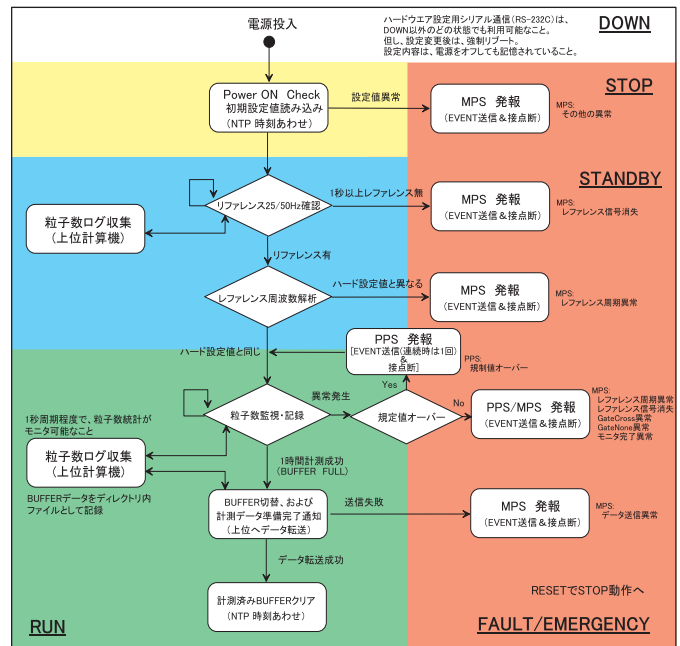 電源投入
ハードウエア設定用シリアル通信(RS-232C)は、
DOWN以外のどの状態でも利用可能なこと。
但し、設定変更後は、強制リブート。
設定内容は、電源をオフしても記憶されていること。
DOWN
STOP
Power ON Check
初期設定値読み込み
(NTP 時刻あわせ)
設定値異常
MPS 発報
(EVENT送信&接点断)
MPS:
その他の異常
STANDBY
リファレンス25/50Hz確認
1秒以上レファレンス無
MPS 発報
(EVENT送信&接点断)
MPS:
レファレンス信号消失
粒子数ログ収集
(上位計算機)
リファレンス有
レファレンス周波数解析
ハード設定値と異なる
MPS 発報
(EVENT送信&接点断)
MPS:
レファレンス周期異常
ハード設定値と同じ
PPS 発報
[EVENT送信(連続時は1回)
&
接点断]
PPS:
規制値オーバー
Yes
粒子数監視・記録
異常発生
規定値オーバー
No
PPS/MPS 発報
(EVENT送信&接点断)
MPS:
レファレンス周期異常
レファレンス信号消失
GateCross異常
GateNone異常
モニタ完了異常
1秒周期程度で、粒子数統計が
モニタ可能なこと
粒子数ログ収集
(上位計算機)
BUFFERデータをディレクトリ内
ファイルとして記録
1時間計測成功
(BUFFER FULL)
BUFFER切替、および
計測データ準備完了通知
(上位へデータ転送)
送信失敗
MPS 発報
(EVENT送信&接点断)
MPS:
データ送信異常
データ転送成功
計測済みBUFFERクリア
(NTP 時刻あわせ)
RESETでSTOP動作へ
RUN
FAULT/EMERGENCY